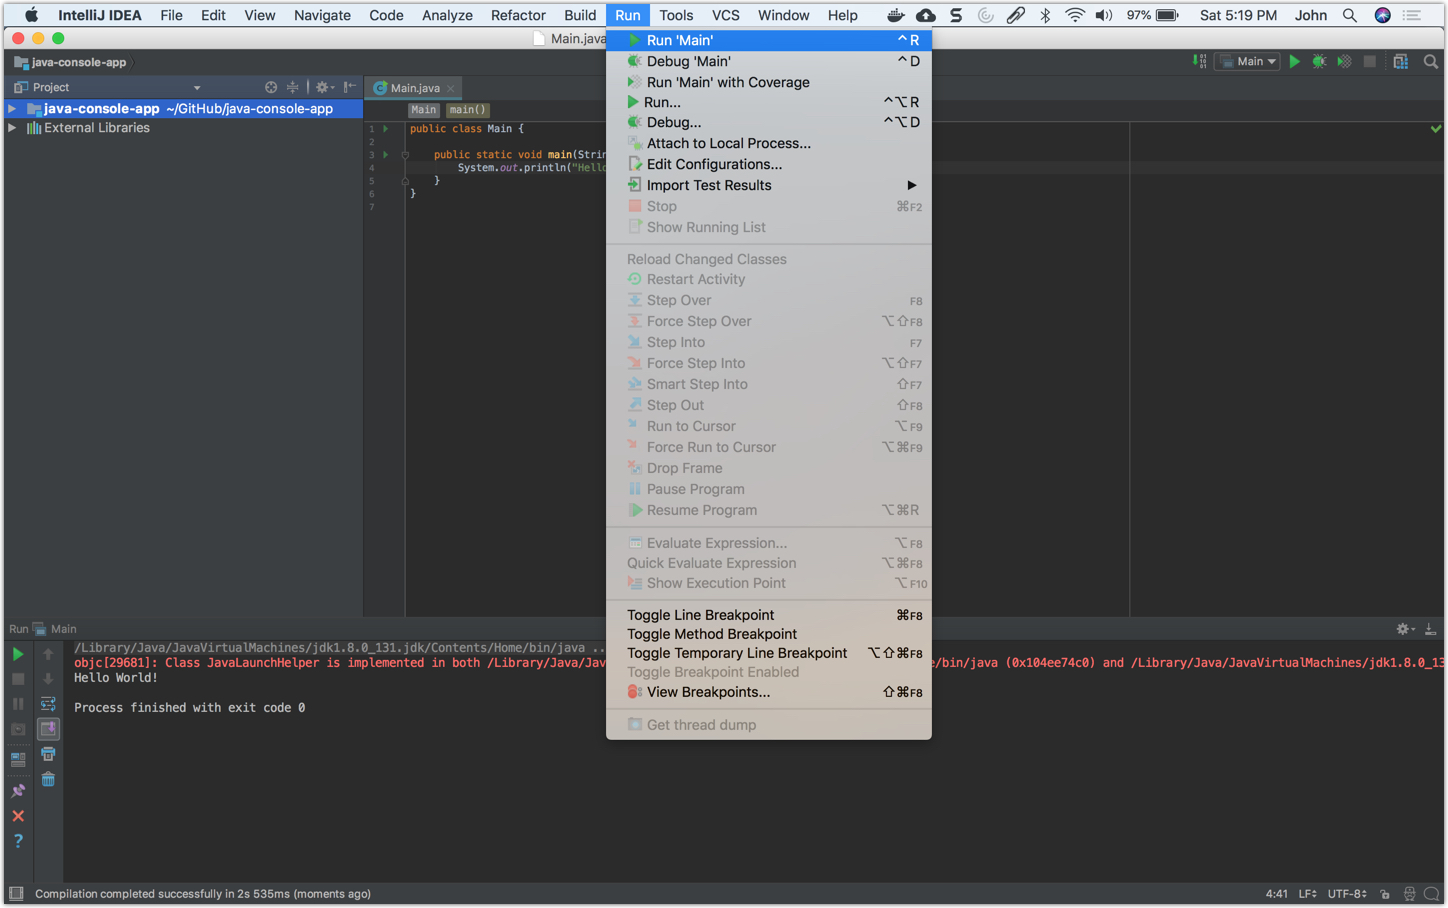 IntelliJ IDEA File Edit View Navigate Code Analyze Refactor Build Run Tools VCS Window Help 97% Sat 5:19 PM John
Main.java
java-console-app
Main
Project
Main.java
java-console-app ~/GitHub/java-console-app
External Libraries
Main main()
1 public class Main {
2
3 public static void main(Strin
4 System.out.println("Hello
5 }
6 }
7
Run 'Main' ⌃R
Debug 'Main' ⌃D
Run 'Main' with Coverage
Run... ⌃⌥R
Debug... ⌃⌥D
Attach to Local Process...
Edit Configurations...
Import Test Results
Stop ⌘F2
Show Running List
Reload Changed Classes
Restart Activity
Step Over F8
Force Step Over ⌥⇧F8
Step Into F7
Force Step Into ⌥⇧F7
Smart Step Into ⇧F7
Step Out ⇧F8
Run to Cursor ⌥F9
Force Run to Cursor ⌥⌘F9
Drop Frame
Pause Program
Resume Program ⌥⌘R
Evaluate Expression... ⌥F8
Quick Evaluate Expression ⌥⌘F8
Show Execution Point ⌥F10
Toggle Line Breakpoint ⌘F8
Toggle Method Breakpoint
Toggle Temporary Line Breakpoint ⌥⇧⌘F8
Toggle Breakpoint Enabled
View Breakpoints... ⇧⌘F8
Get thread dump
Run Main
/Library/Java/JavaVirtualMachines/jdk1.8.0_131.jdk/Contents/Home/bin/java ..
objc[29681]: Class JavaLaunchHelper is implemented in both /Library/Java/Jav e/bin/java (0x104ee74c0) and /Library/Java/JavaVirtualMachines/jdk1.8.0_13
Hello World!
Process finished with exit code 0
Compilation completed successfully in 2s 535ms (moments ago) 4:41 LF UTF-8